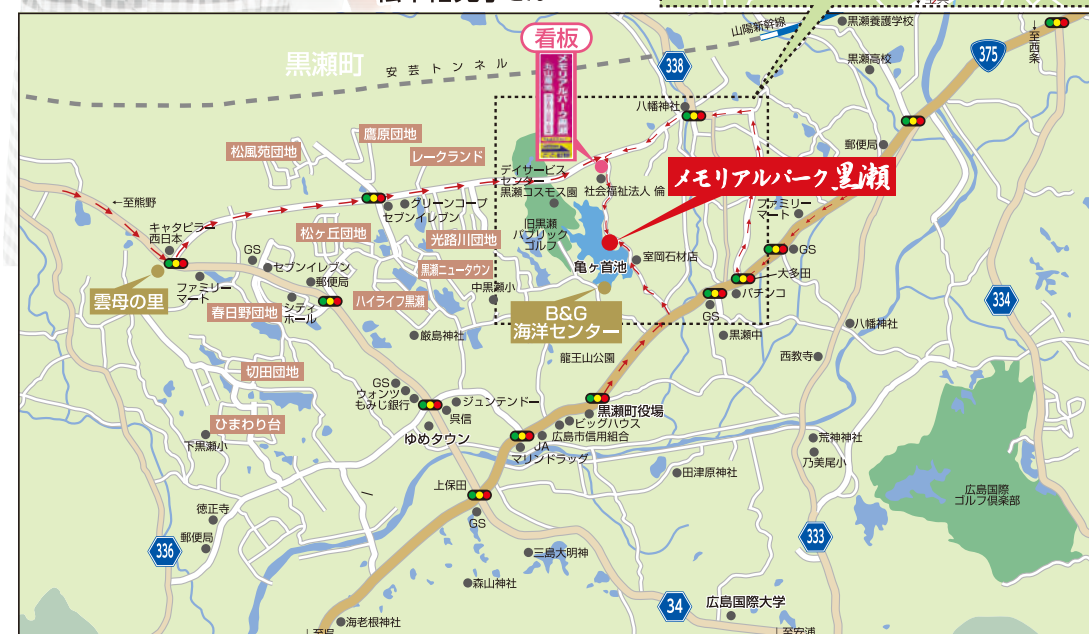 山陽新幹線
黒瀬養護学校
黒瀬高校
↑至西条
375
338
黒瀬町
安芸トンネル
看板
メモリアルパーク黒瀬
八幡神社
郵便局
鷹原団地
松風苑団地
レークランド
デイサービス
センター
黒瀬コスモス園
社会福祉法人 倫
メモリアルパーク黒瀬
ファミリー
マート
←至熊野
グリーンコープ
セブンイレブン
キャタピラー
西日本
松ヶ丘団地
光路川団地
旧黒瀬
パブリック
ゴルフ
GS
GS
セブンイレブン
黒瀬ニュータウン
亀ヶ首池
室岡石材店
大多田
郵便局
雲母の里
ファミリー
マート
シティ
ホール
春日野団地
ハイライフ黒瀬
中黒瀬小
B&G
海洋センター
パチンコ
GS
334
厳島神社
黒瀬中
八幡神社
龍王山公園
西教寺
切田団地
GS
ウォンツ
もみじ銀行
ジュンテンドー
呉信
黒瀬町役場
ビッグハウス
広島市信用組合
ひまわり台
下黒瀬小
ゆめタウン
JA
マリンドラッグ
荒神神社
乃美尾小
田津原神社
上保田
GS
広島国際
ゴルフ倶楽部
徳正寺
郵便局
336
333
三島大明神
森山神社
34
広島国際大学
海老根神社
至安浦